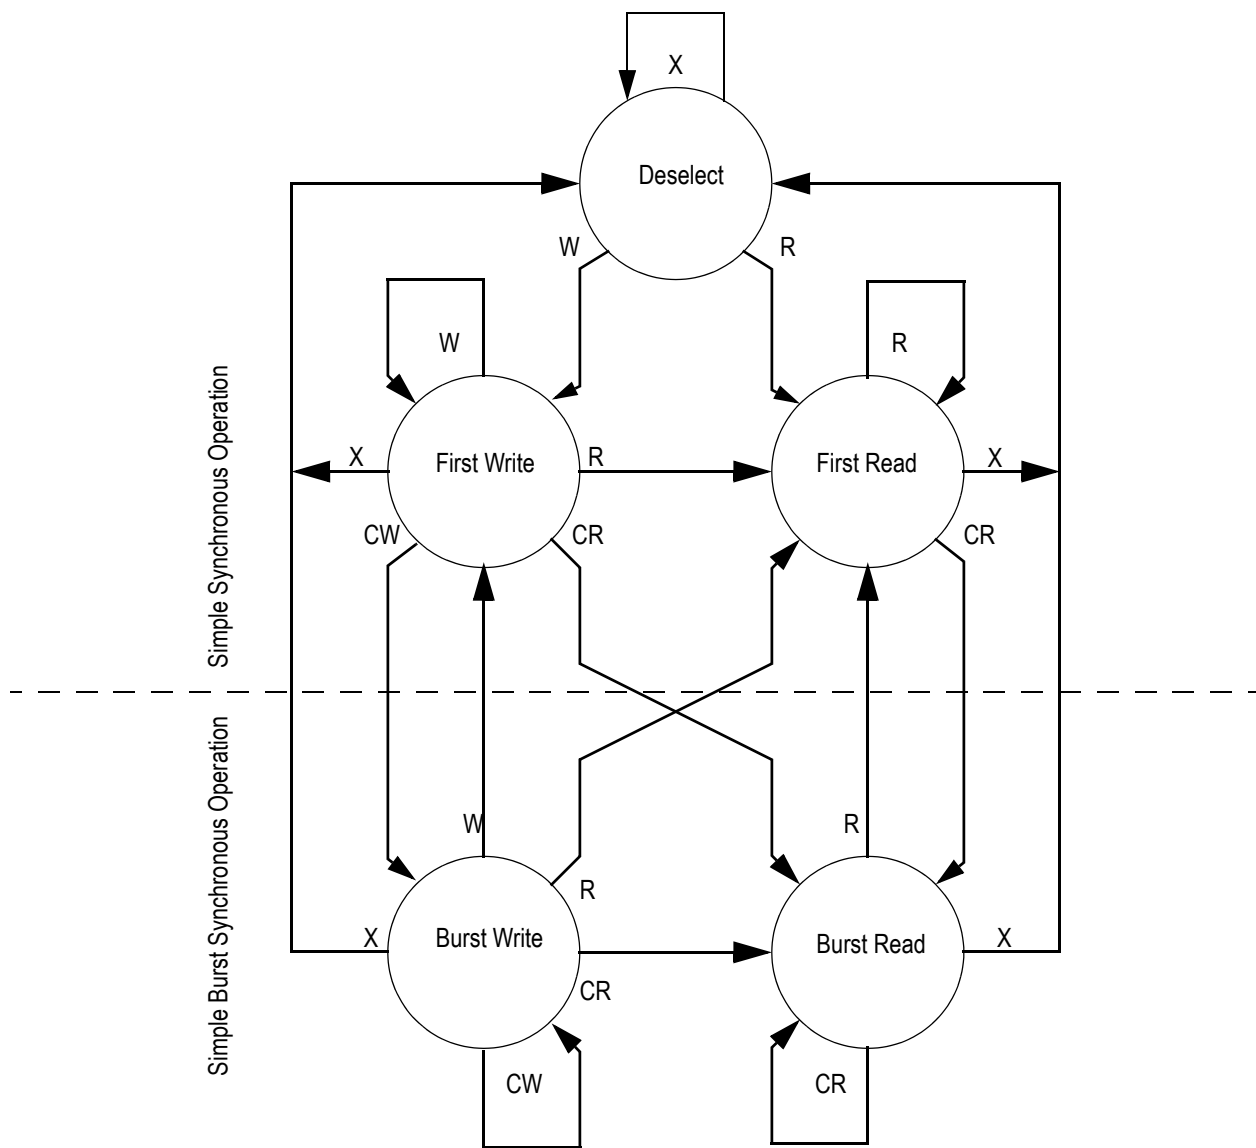 X
Deselect
W
R
W
R
Simple Synchronous Operation
X
First Write
R
First Read
X
CW
CR
CR
Simple Burst Synchronous Operation
W
R
R
X
Burst Write
Burst Read
X
CR
CW
CR